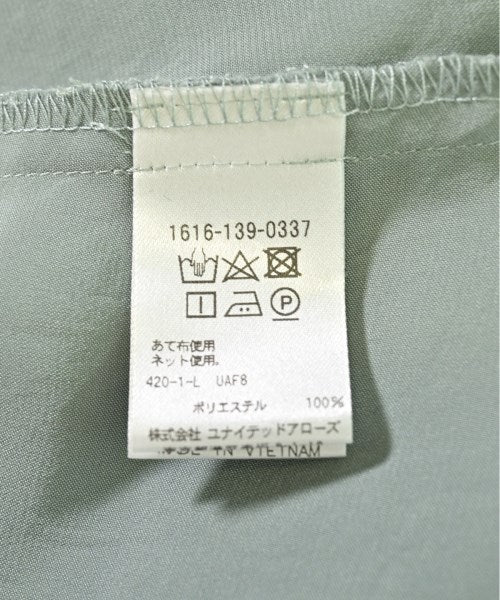 1616-139-0337
P
あて布使用
ネット使用。
420-1-L UAF8
ポリエステル 100%
株式会社 ユナイテッドアローズ
MADE IN VIETNAM